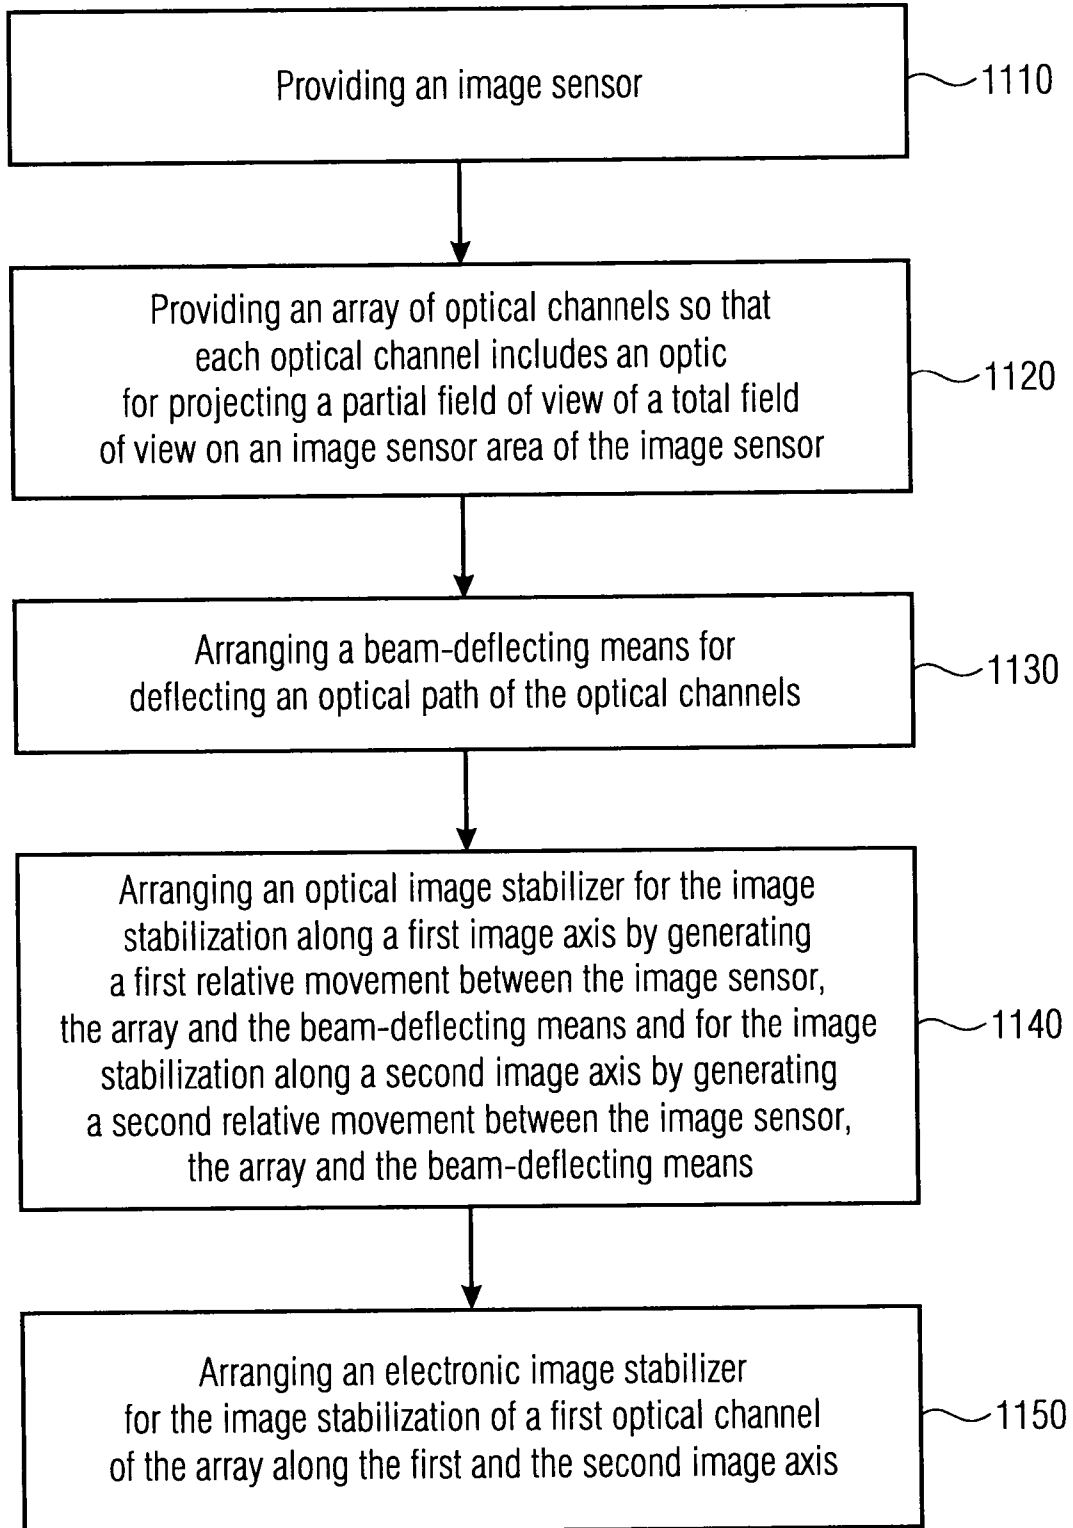 Providing an image sensor
1110
Providing an array of optical channels so that
each optical channel includes an optic
for projecting a partial field of view of a total field
of view on an image sensor area of the image sensor
1120
Arranging a beam-deflecting means for
deflecting an optical path of the optical channels
1130
Arranging an optical image stabilizer for the image
stabilization along a first image axis by generating
a first relative movement between the image sensor,
the array and the beam-deflecting means and for the image
stabilization along a second image axis by generating
a second relative movement between the image sensor,
the array and the beam-deflecting means
1140
Arranging an electronic image stabilizer
for the image stabilization of a first optical channel
of the array along the first and the second image axis
1150